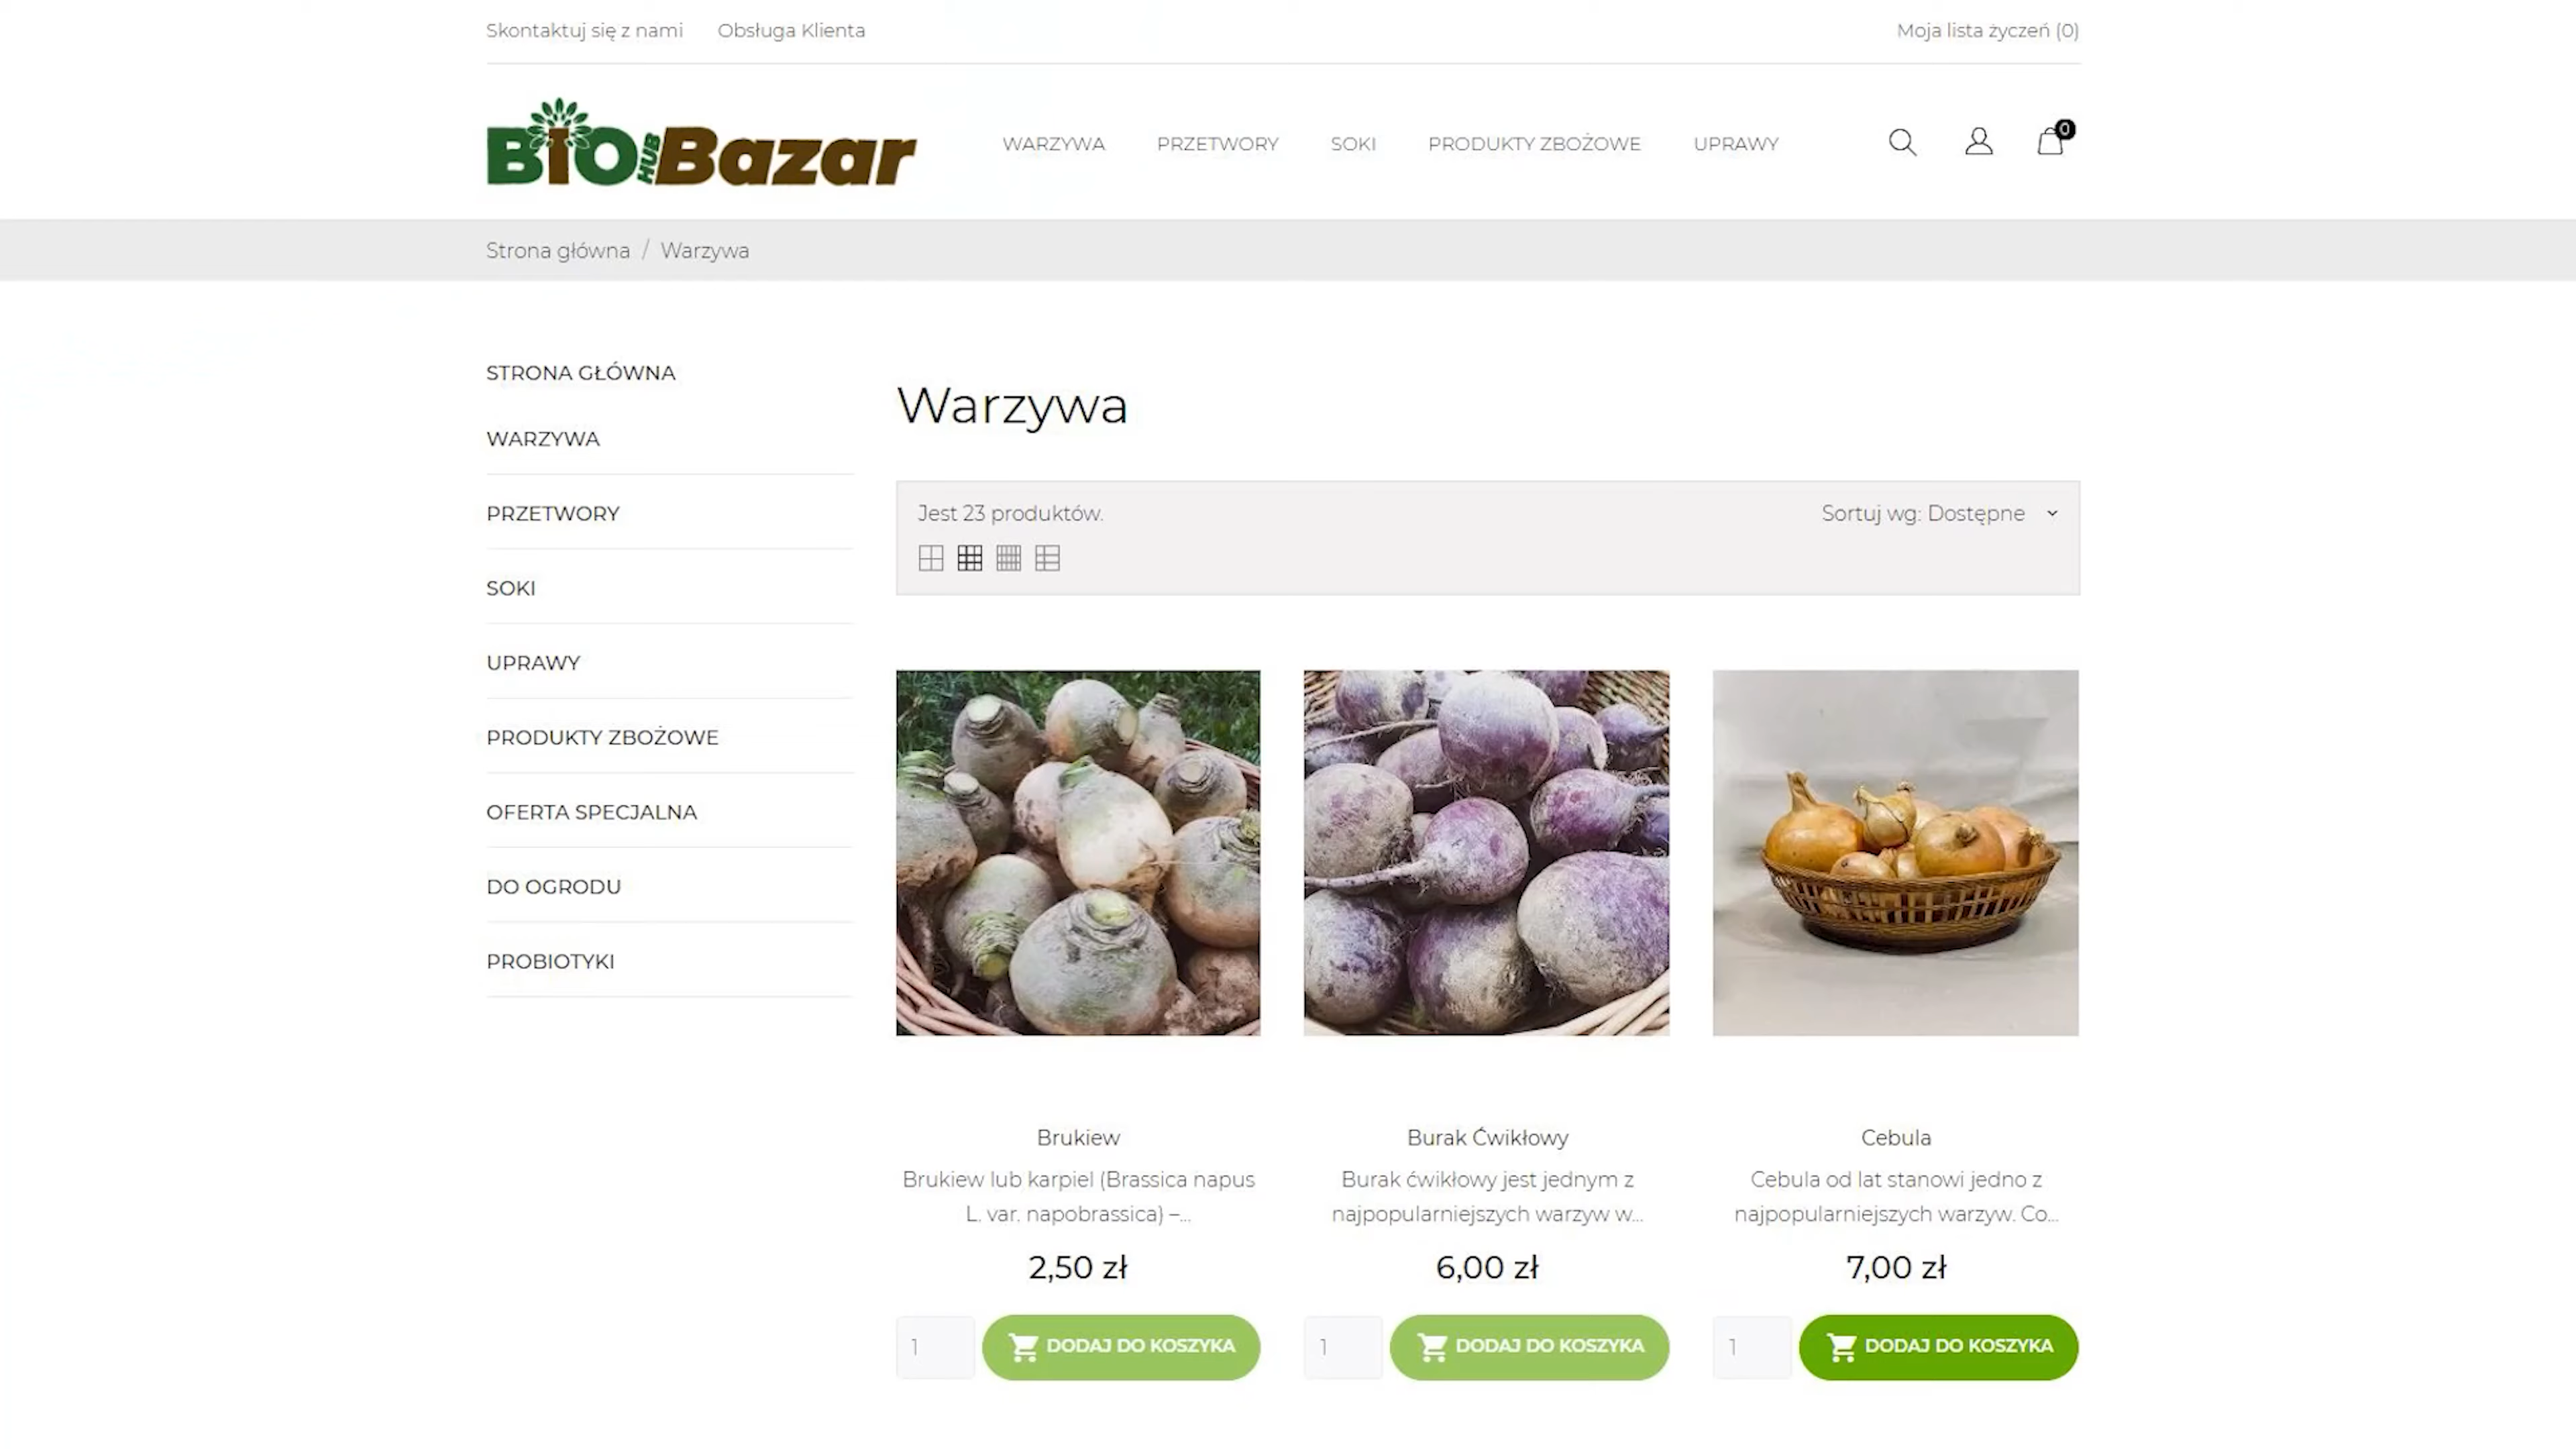 Skontaktuj się z nami Obsługa Klienta Moja lista życzeń (0)
BIO HUB Bazar WARZYWA PRZETWORY SOKI PRODUKTY ZBOŻOWE UPRAWY 0
Strona główna / Warzywa
STRONA GŁÓWNA
WARZYWA
PRZETWORY
SOKI
UPRAWY
PRODUKTY ZBOŻOWE
OFERTA SPECJALNA
DO OGRODU
PROBIOTYKI
Warzywa
Jest 23 produktów. Sortuj wg: Dostępne
Brukiew
Brukiew lub karpiel (Brassica napus
L. var. napobrassica) –...
2,50 zł
1 DODAJ DO KOSZYKA
Burak Ćwikłowy
Burak ćwikłowy jest jednym z
najpopularniejszych warzyw w...
6,00 zł
1 DODAJ DO KOSZYKA
Cebula
Cebula od lat stanowi jedno z
najpopularniejszych warzyw. Co...
7,00 zł
1 DODAJ DO KOSZYKA